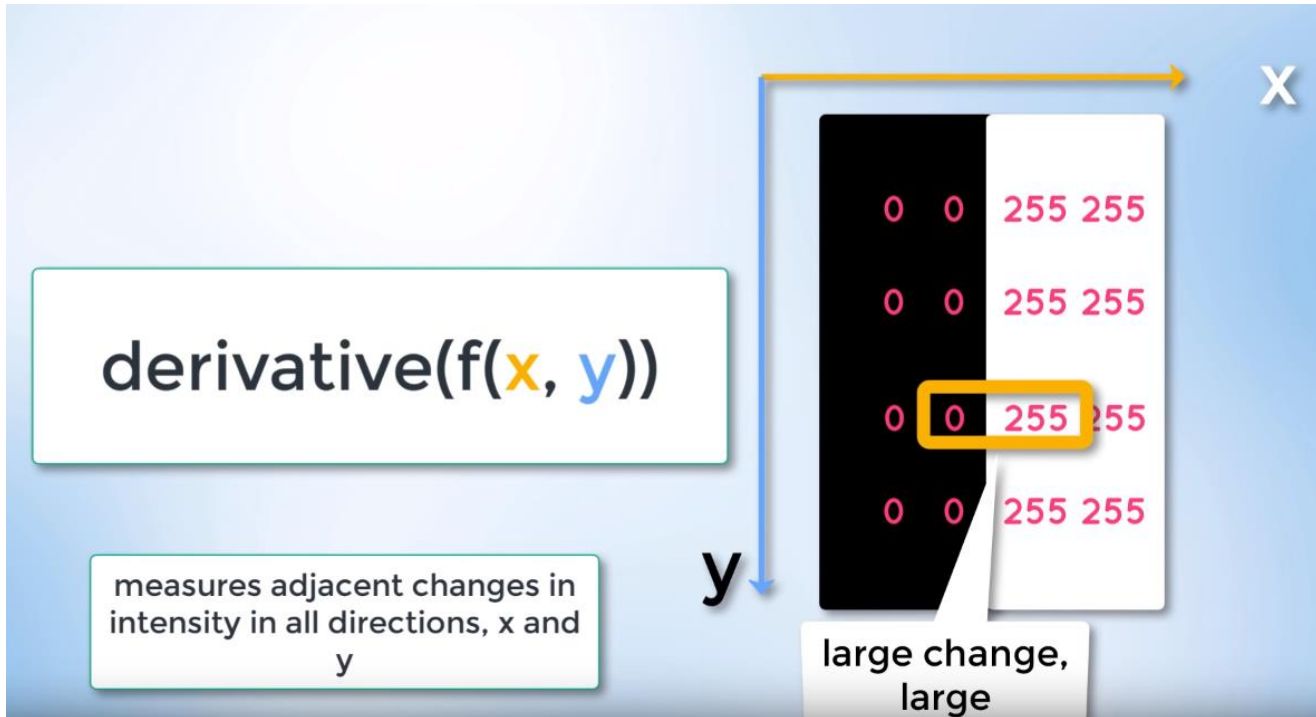 x
0 0 255 255
0 0 255 255
derivative(f(x, y))
0 0 255 255
0 0 255 255
y
measures adjacent changes in
intensity in all directions, x and
y
large change,
large